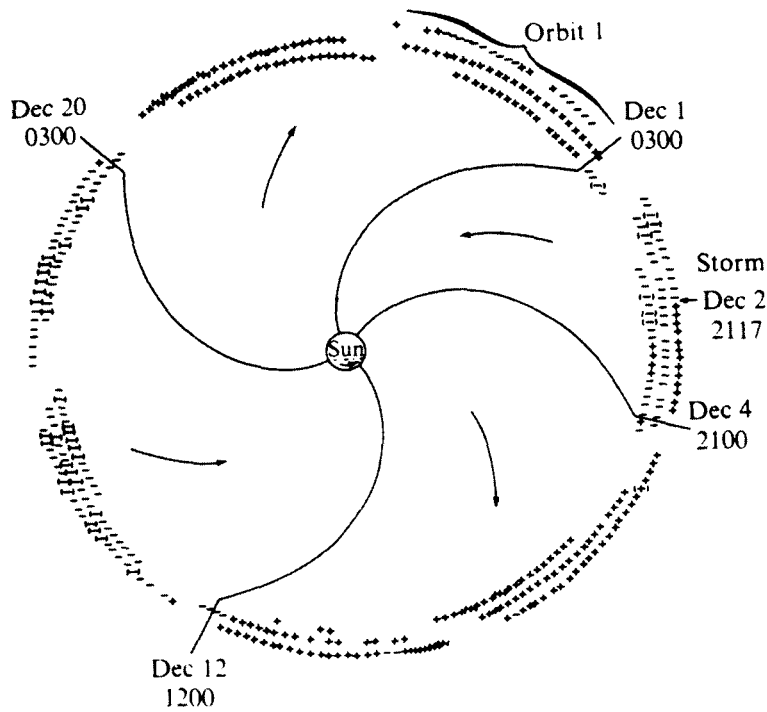 Orbit 1
Dec 20
0300
Dec 1
0300
Storm
Dec 2
2117
Sun
Dec 4
2100
Dec 12
1200